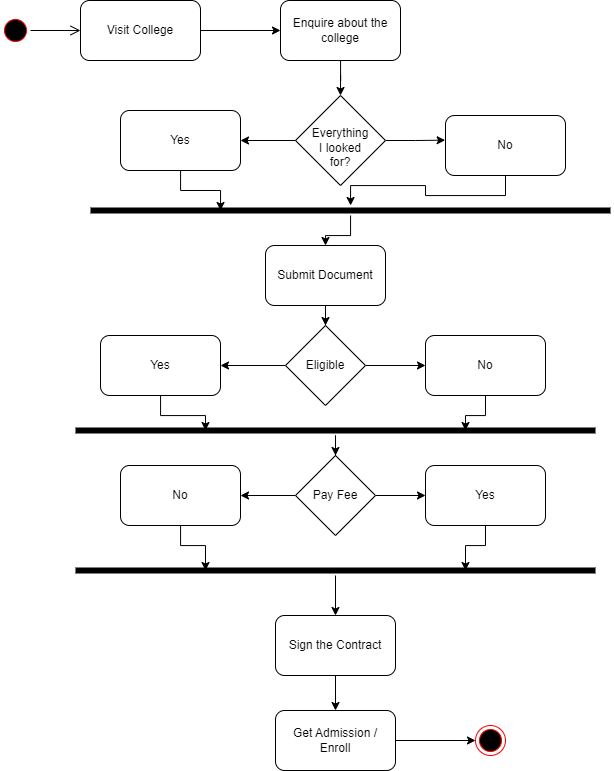 Visit College
Enquire about the
college
Yes
Everything
I looked
for?
No
Submit Document
Yes
Eligible
No
No
Pay Fee
Yes
Sign the Contract
Get Admission /
Enroll